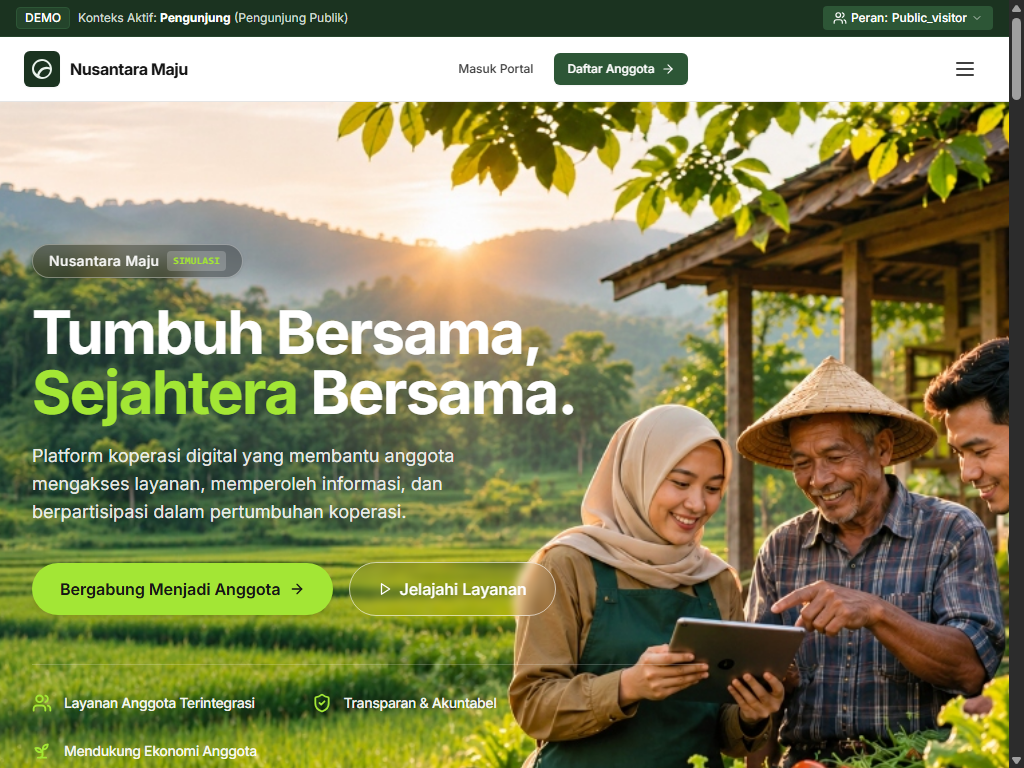 DEMO Konteks Aktif: Pengunjung (Pengunjung Publik)
Peran: Public_visitor
Nusantara Maju
Masuk Portal
Daftar Anggota
Nusantara Maju SIMULASI
Tumbuh Bersama,
Sejahtera Bersama.
Platform koperasi digital yang membantu anggota
mengakses layanan, memperoleh informasi, dan
berpartisipasi dalam pertumbuhan koperasi.
Bergabung Menjadi Anggota
Jelajahi Layanan
Layanan Anggota Terintegrasi
Transparan & Akuntabel
Mendukung Ekonomi Anggota